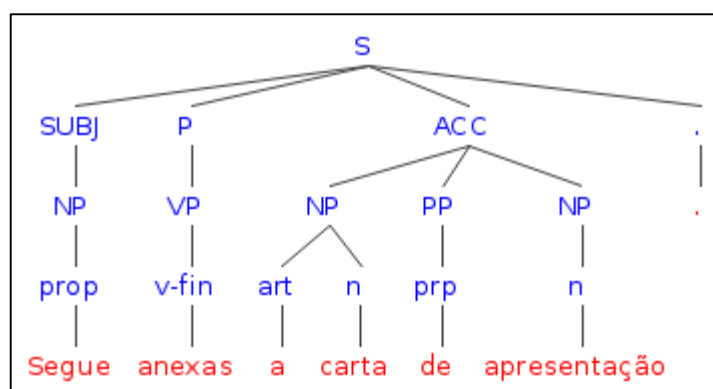 S
SUBJ P ACC .
NP VP NP PP NP .
prop v-fin art n prp n
Segue anexas a carta de apresentação